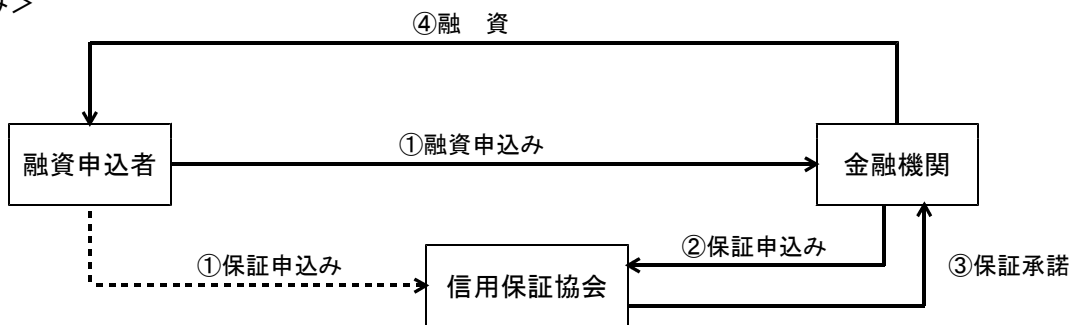 み＞
④融　資
融資申込者
①融資申込み
金融機関
①保証申込み
信用保証協会
②保証申込み
③保証承諾